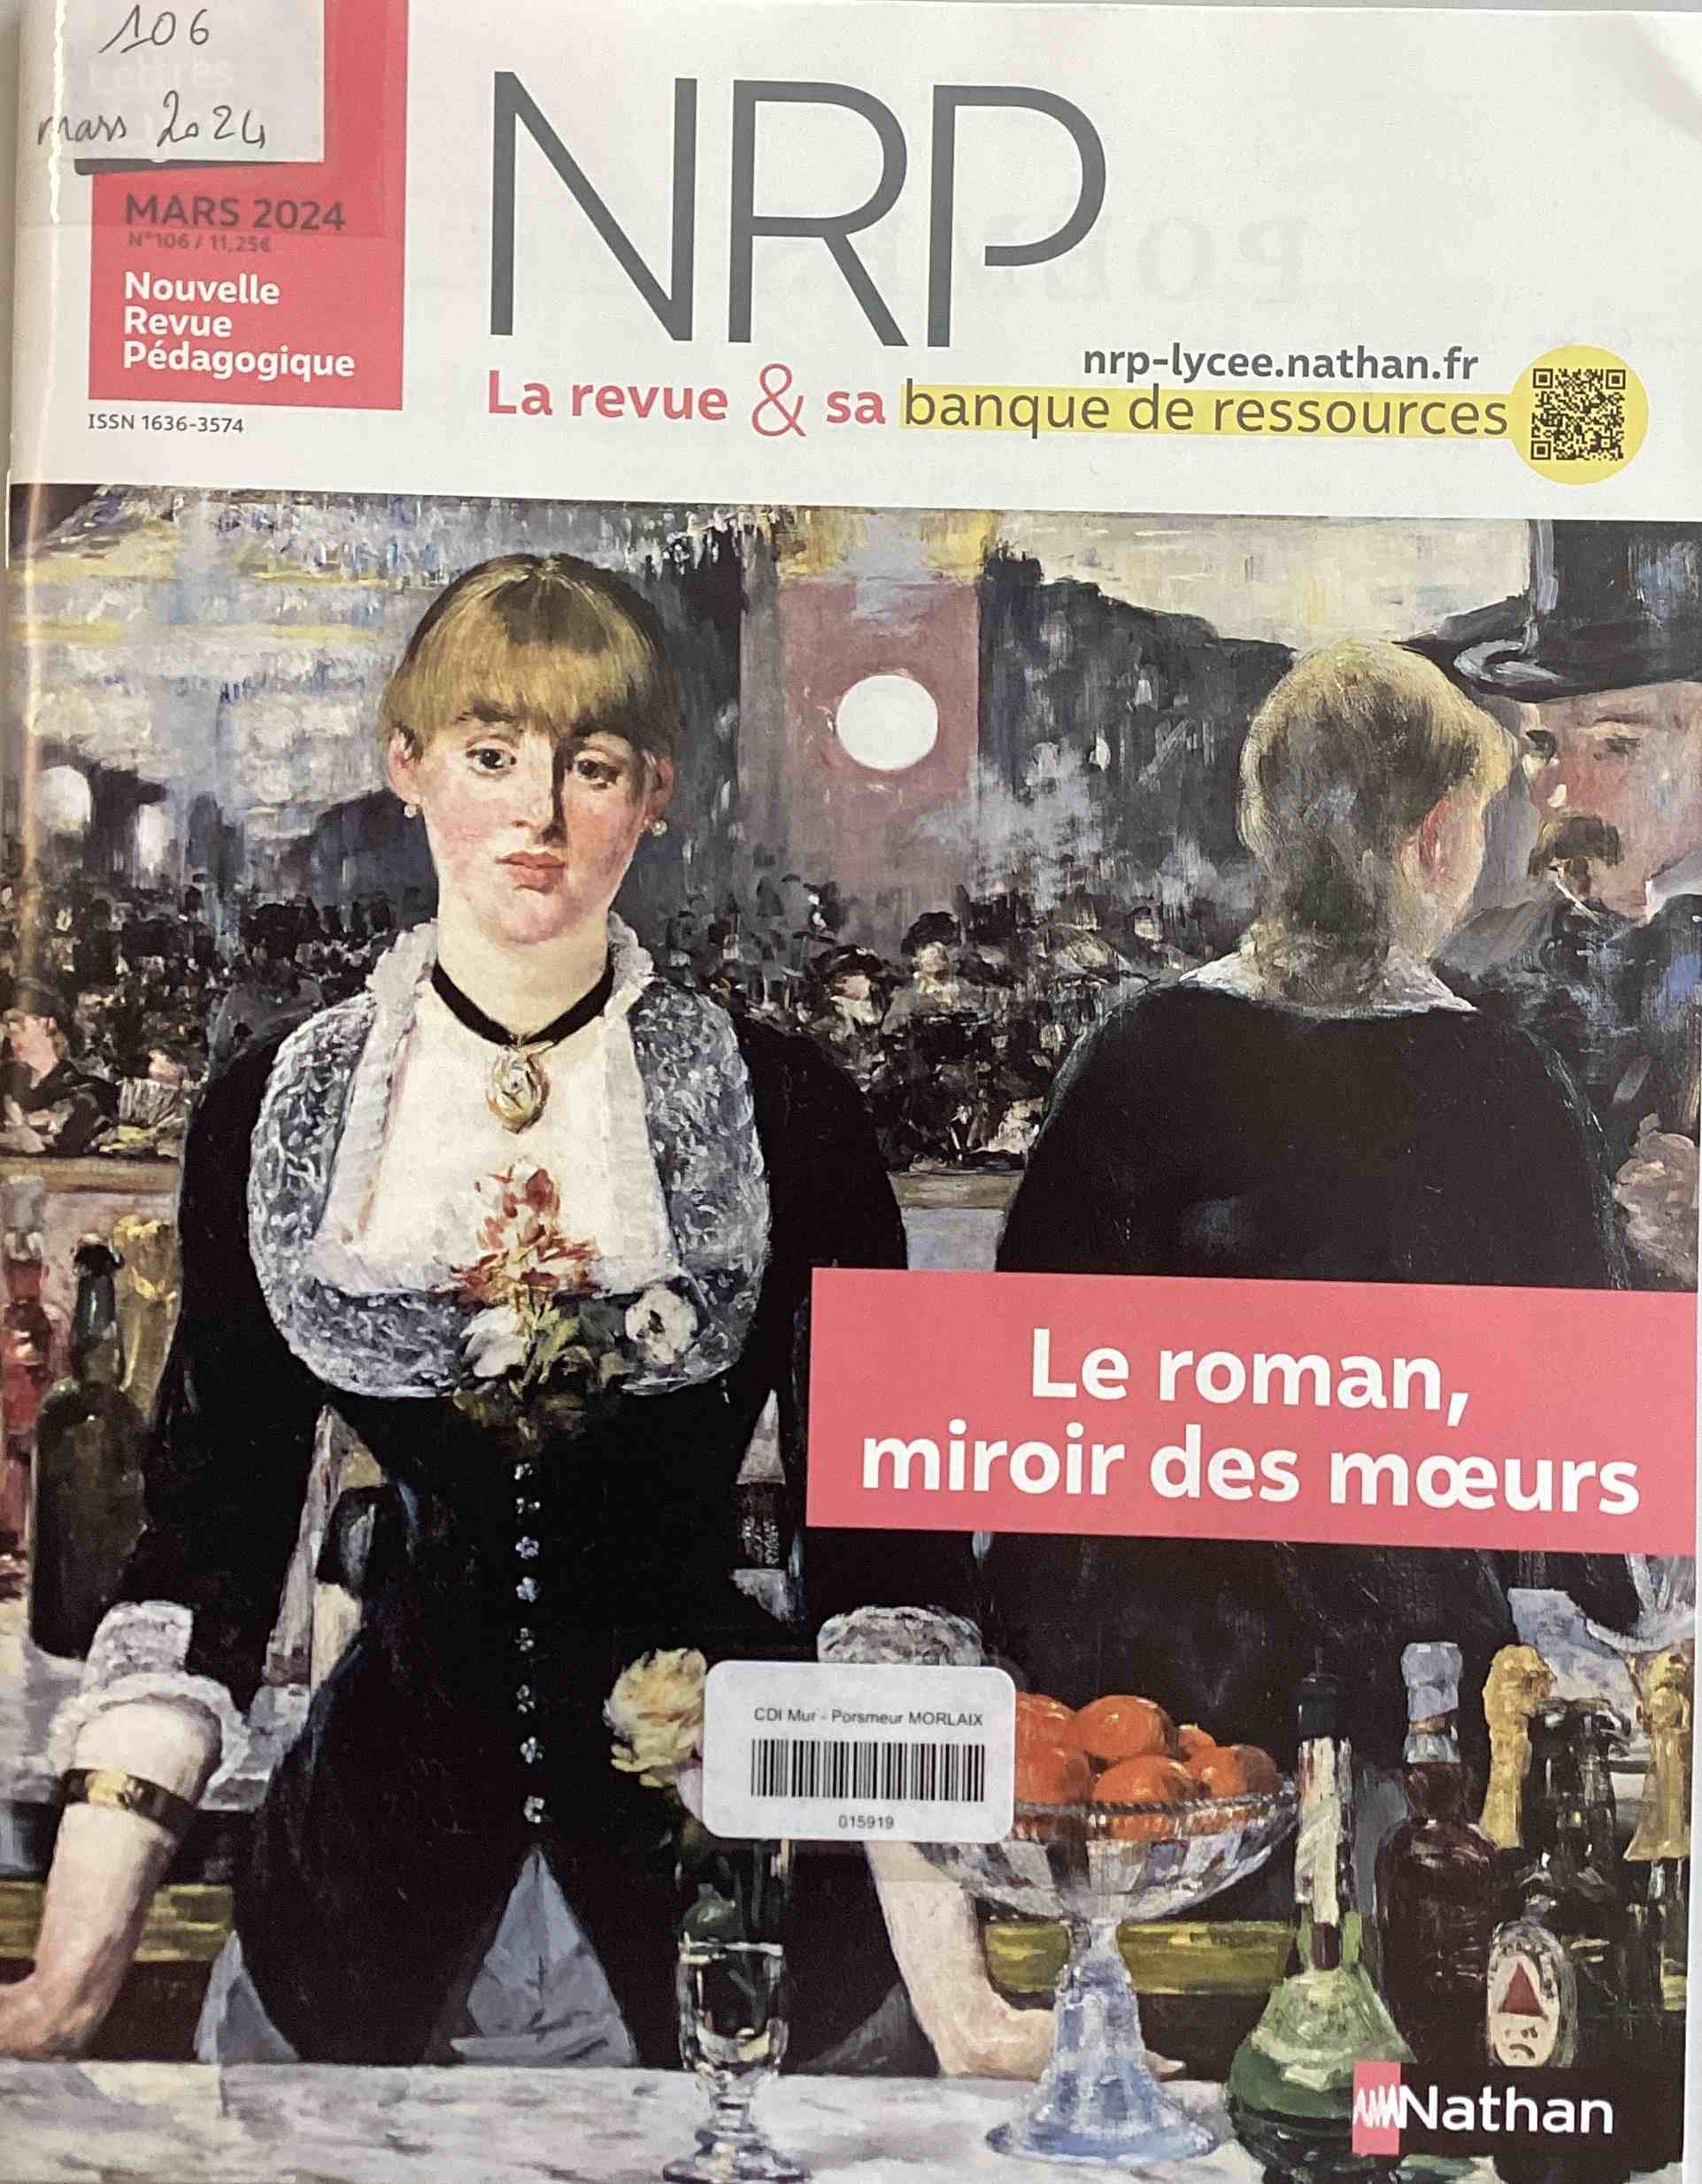 106
Lettres
mars 2024
MARS 2024
N°106 / 11,25€
Nouvelle
Revue
Pédagogique
ISSN 1636-3574
NRP
nrp-lycee.nathan.fr
La revue & sa banque de ressources
Le roman,
miroir des mœurs
CDI Mur - Porsmeur MORLAIX
015919
Nathan